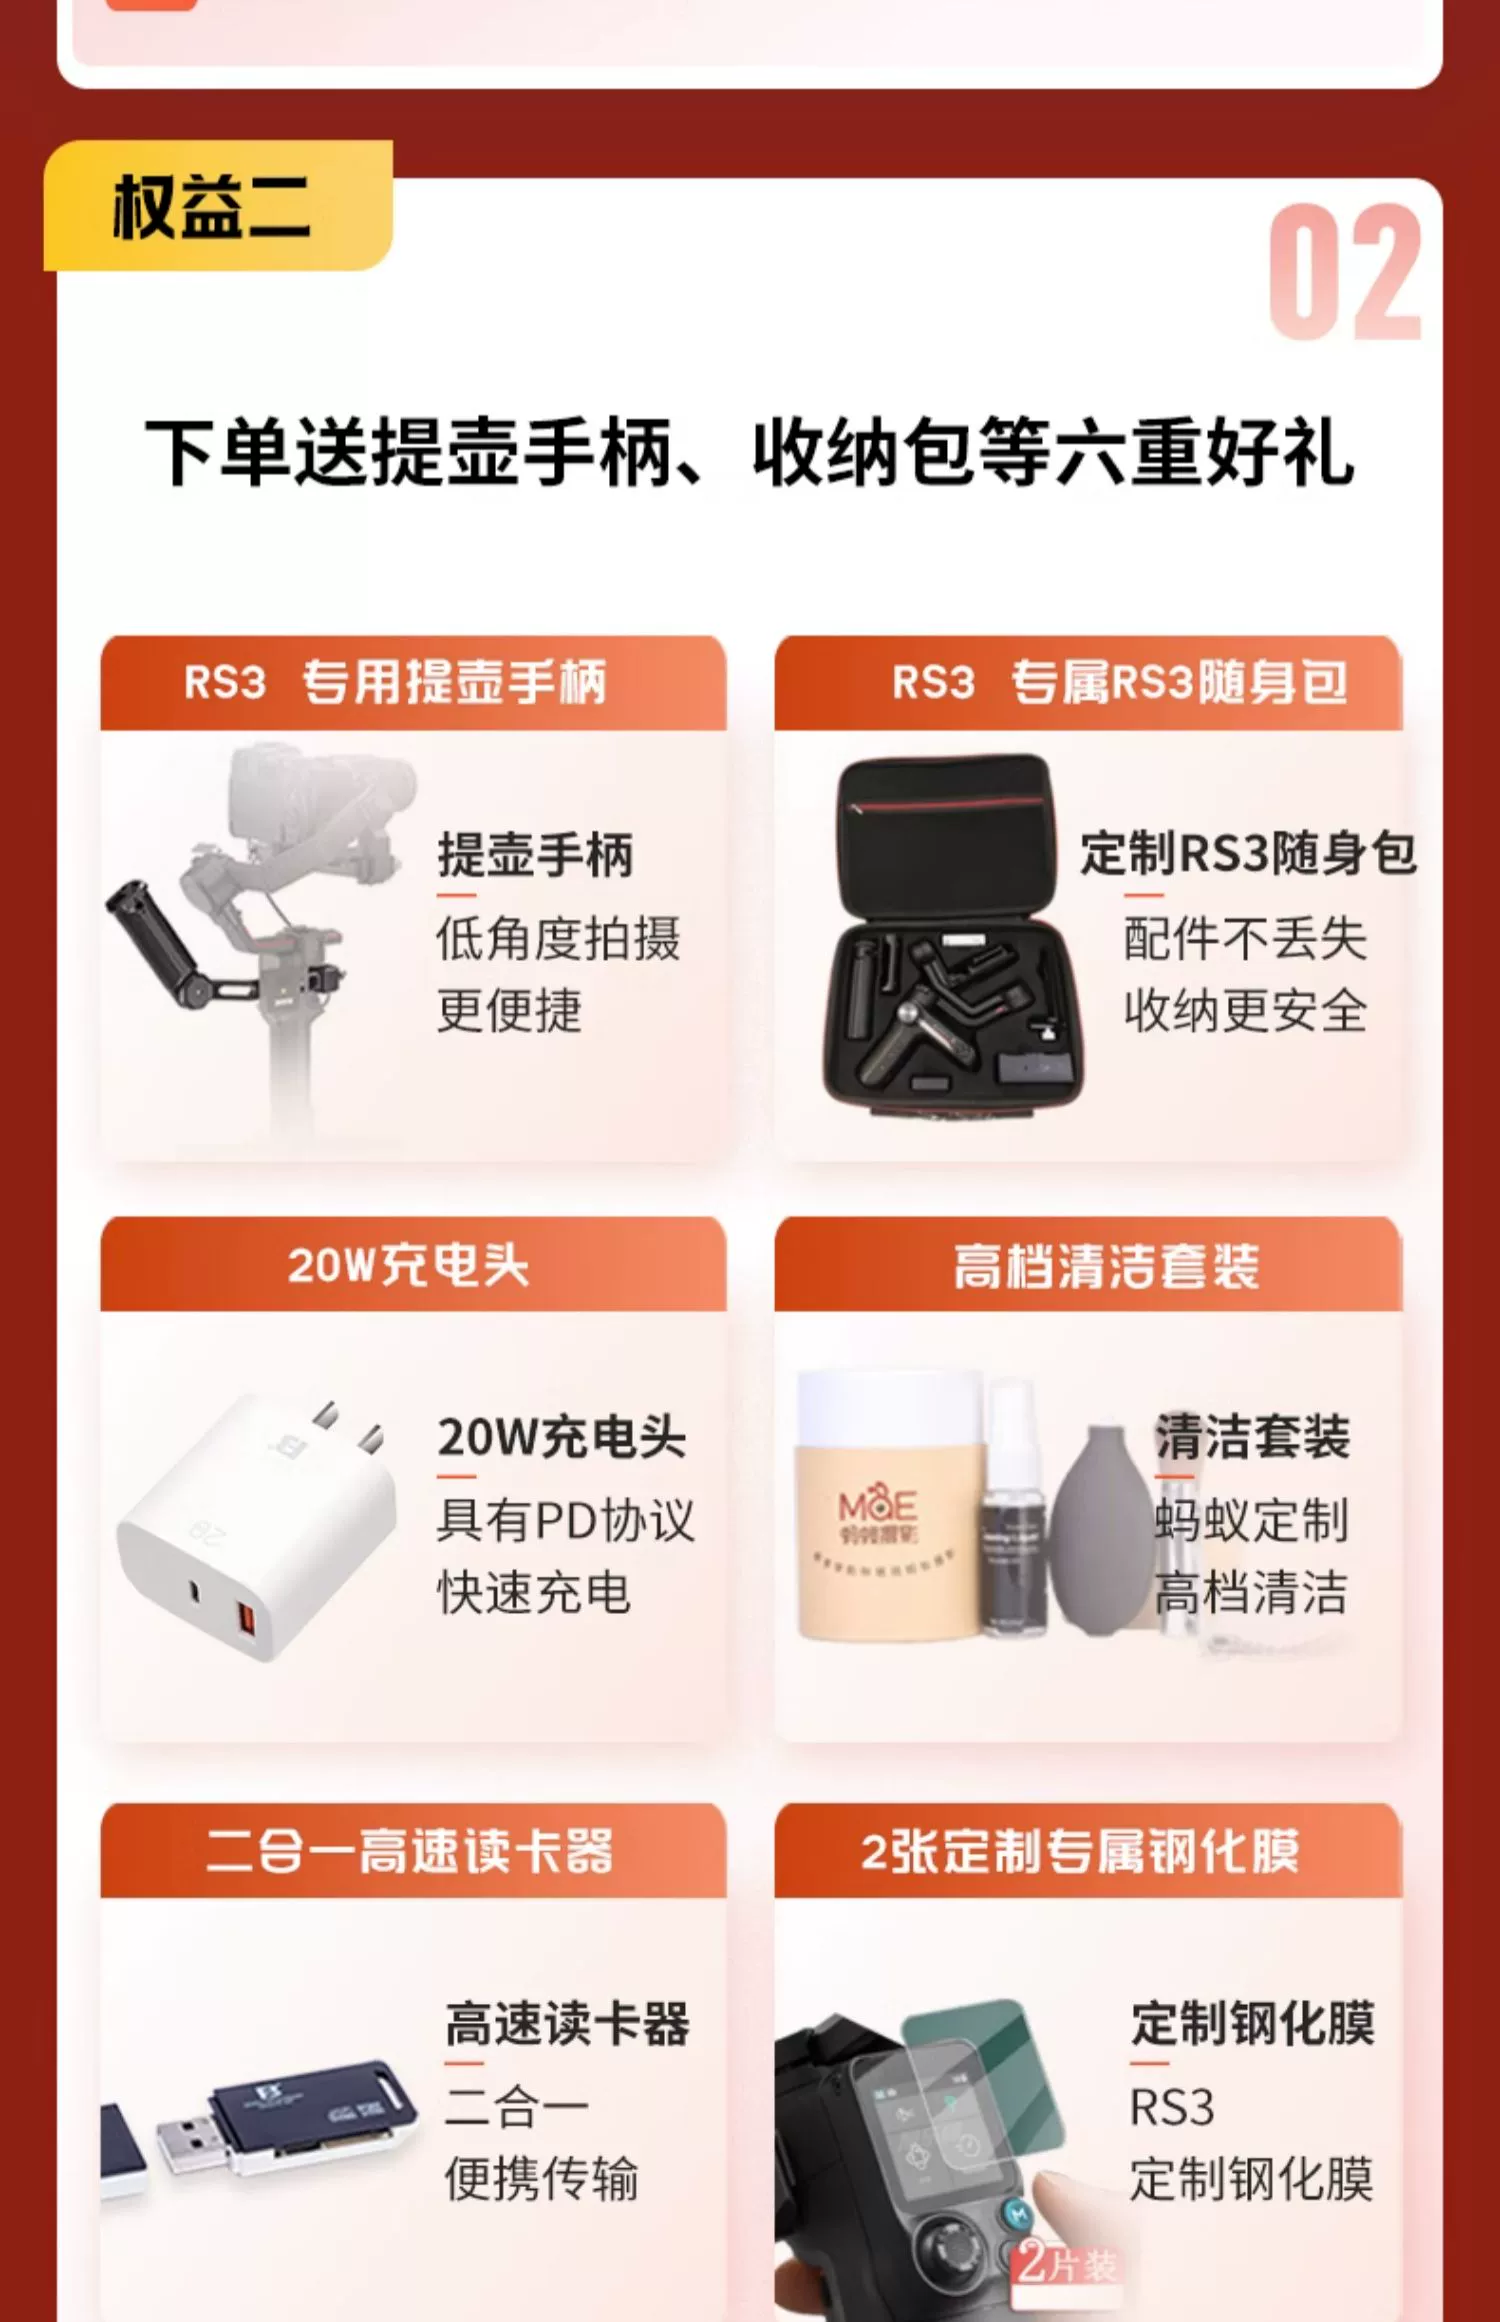 权益二
02
下单送提壶手柄、收纳包等六重好礼
RS3 专用提壶手柄
提壶手柄
低角度拍摄
更便捷
RS3 专属RS3随身包
定制RS3随身包
配件不丢失
收纳更安全
20W充电头
20W充电头
具有PD协议
快速充电
20
高档清洁套装
清洁套装
蚂蚁定制
高档清洁
MAE
蚂蚁摄影
二合一高速读卡器
高速读卡器
二合一
便携传输
2张定制专属钢化膜
定制钢化膜
RS3
定制钢化膜
M
2片装